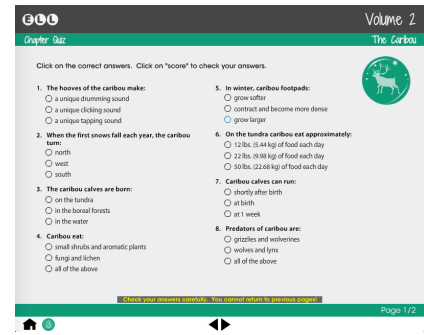 ELL
Volume 2
Chapter Quiz
The Caribou
Click on the correct answers. Click on "score" to check your answers.
1. The hooves of the caribou make:
a unique drumming sound
a unique clicking sound
a unique tapping sound
2. When the first snows fall each year, the caribou
turn:
north
west
south
3. The caribou calves are born:
on the tundra
in the boreal forests
in the water
4. Caribou eat:
small shrubs and aromatic plants
fungi and lichen
all of the above
5. In winter, caribou footpads:
grow softer
contract and become more dense
grow larger
6. On the tundra caribou eat approximately:
12 lbs. (5.44 kg) of food each day
22 lbs. (9.98 kg) of food each day
50 lbs. (22.68 kg) of food each day
7. Caribou calves can run:
shortly after birth
at birth
at 1 week
8. Predators of caribou are:
grizzlies and wolverines
wolves and lynx
all of the above
Check your answers carefully. You cannot return to previous pages!
Page 1/2